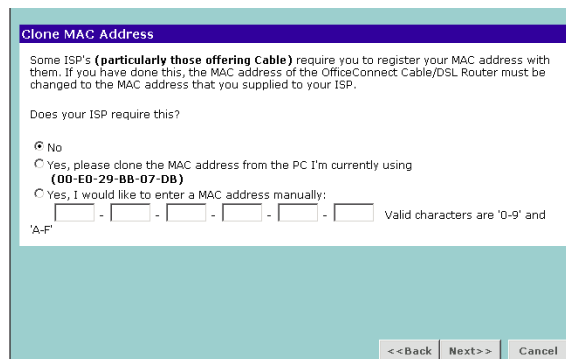 Clone MAC Address
Some ISP's (particularly those offering Cable) require you to register your MAC address with
them. If you have done this, the MAC address of the OfficeConnect Cable/DSL Router must be
changed to the MAC address that you supplied to your ISP.
Does your ISP require this?
No
Yes, please clone the MAC address from the PC I'm currently using
(00-E0-29-BB-07-DB)
Yes, I would like to enter a MAC address manually:
- - - - - Valid characters are '0-9' and
'A-F'
<<Back Next>> Cancel